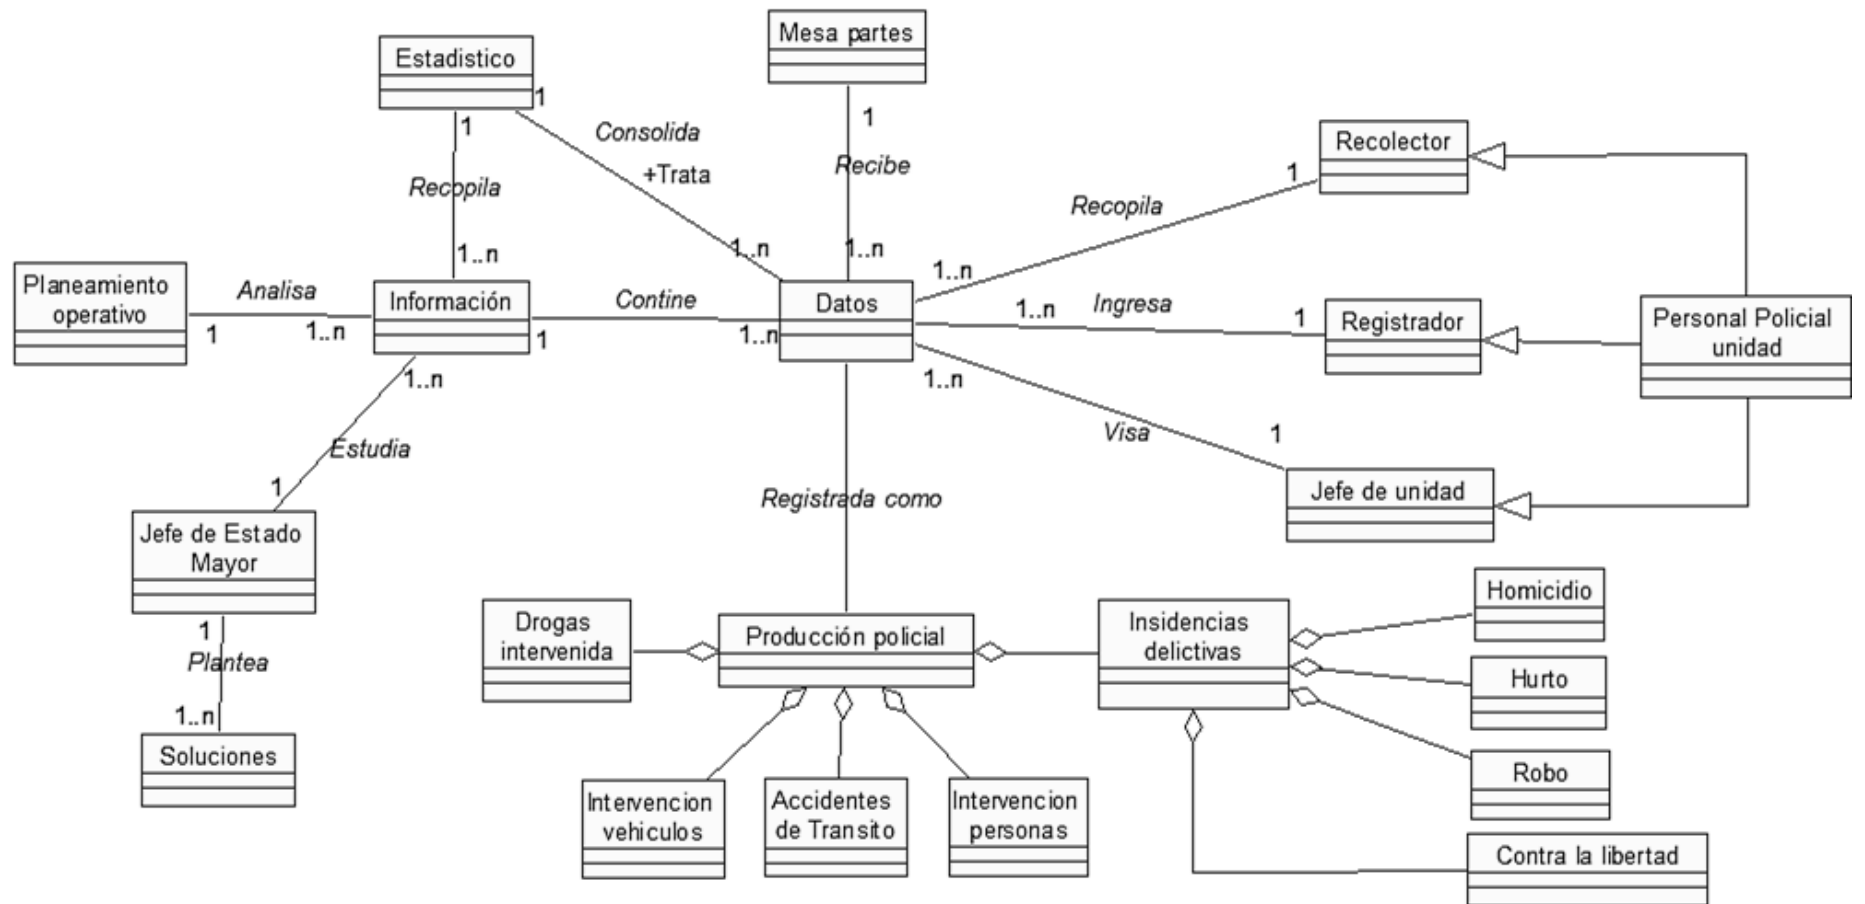 Mesa partes
Estadistico
1
1
1
Consolida
+Trata
Recibe
Recopila
1..n
1..n
1..n
Recolector
1
Recopila
1..n
Planeamiento
operativo
Analisa
1
1..n
Información
1
Contine
1..n
Datos
1..n
Ingresa
1
Registrador
Personal Policial
unidad
1..n
Visa
1
Jefe de unidad
1..n
Estudia
1
Jefe de Estado
Mayor
1
Plantea
1..n
Soluciones
Registrada como
Drogas
intervenida
Producción policial
Insidencias
delictivas
Homicidio
Hurto
Robo
Contra la libertad
Intervencion
vehiculos
Accidentes
de Transito
Intervencion
personas